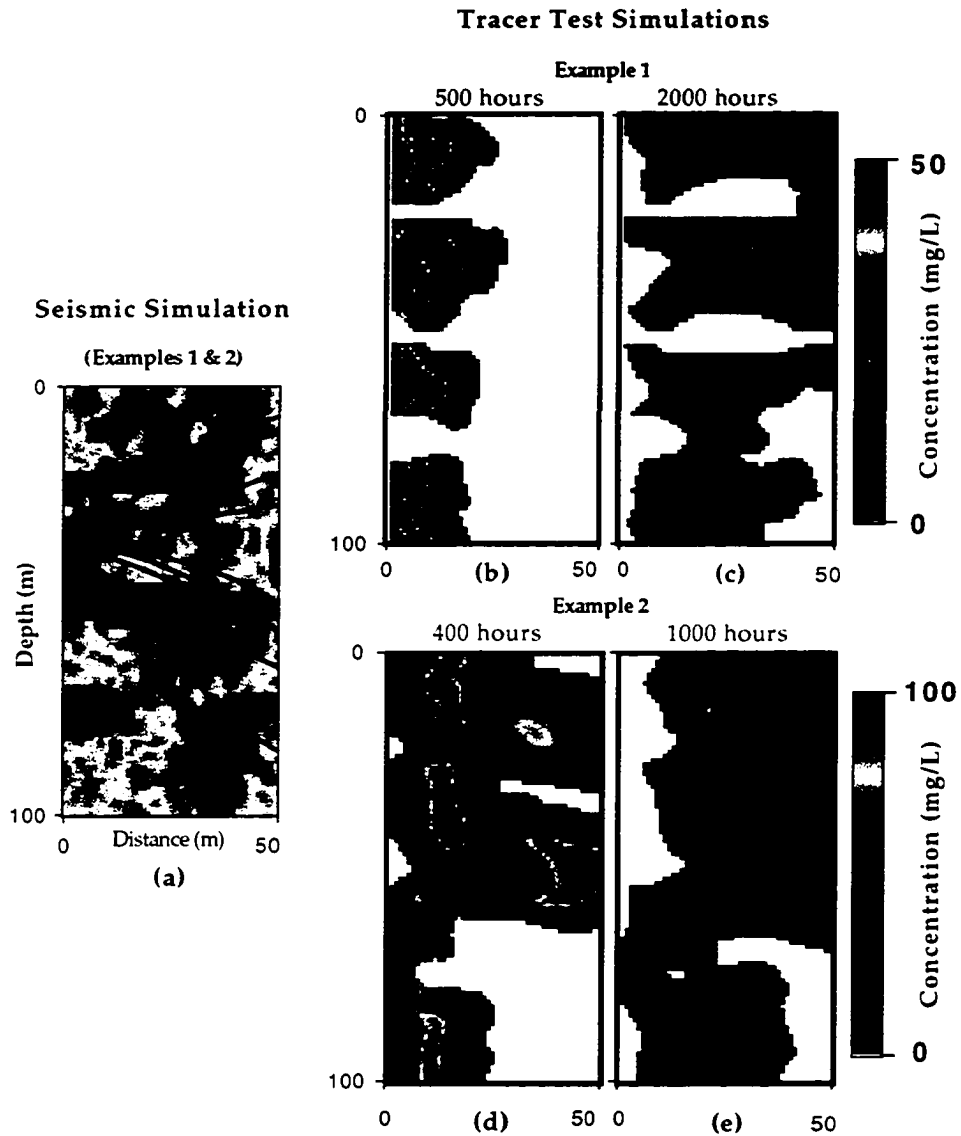 Tracer Test Simulations
Example 1
500 hours
2000 hours
0
100
(b)
0
50
(c)
50
Concentration (mg/L)
0
Seismic Simulation
(Examples 1 & 2)
0
Depth (m)
100
0
Distance (m)
50
(a)
Example 2
400 hours
1000 hours
0
100
0
(d)
50
0
(e)
50
100
Concentration (mg/L)
0